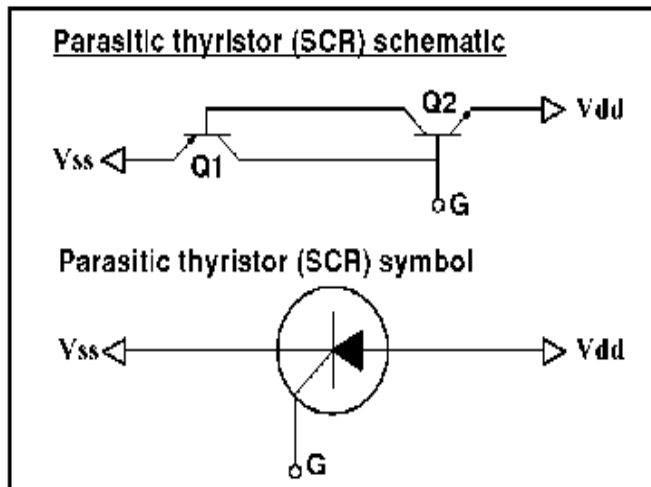 Parasitic thyristor (SCR) schematic
Q2
Vdd
Vss
Q1
G
Parasitic thyristor (SCR) symbol
Vss
Vdd
G